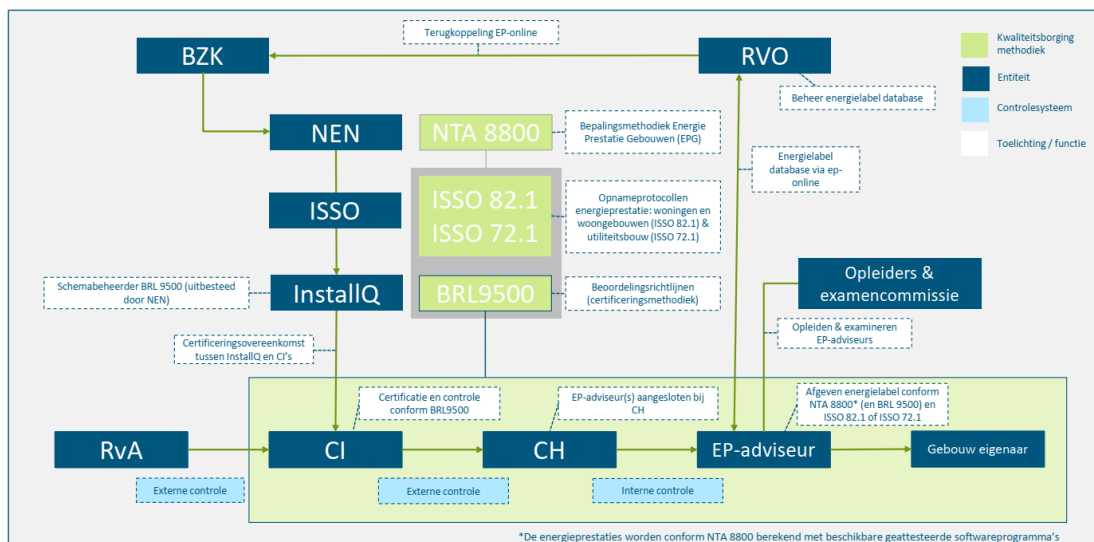 Terugkoppeling EP-online
BZK
RVO
Kwaliteitsborging
methodiek
Entiteit
Controlesysteem
Toelichting / functie
Beheer energielabel database
NEN
NTA 8800
Bepalingsmethodiek Energie
Prestatie Gebouwen (EPG)
Energielabel
database via ep-
online
ISSO
ISSO 82.1
ISSO 72.1
Opnameprotocollen
energieprestatie: woningen en
woongebouwen (ISSO 82.1) &
utiliteitsbouw (ISSO 72.1)
Schemabeheerder BRL 9500 (uitbesteed
door NEN)
InstallQ
BRL9500
Beoordelingsrichtlijnen
(certificeringsmethodiek)
Opleiders &
examencommissie
Opleiden & examineren
EP-adviseurs
Certificeringsovereenkomst
tussen InstallQ en CI's
Certificatie en controle
conform BRL9500
EP-adviseur(s) aangesloten bij
CH
Afgeven energielabel conform
NTA 8800* (en BRL 9500) en
ISSO 82.1 of ISSO 72.1
RvA
CI
CH
EP-adviseur
Gebouw eigenaar
Externe controle
Externe controle
Interne controle
*De energieprestaties worden conform NTA 8800 berekend met beschikbare geattesteerde softwareprogramma's